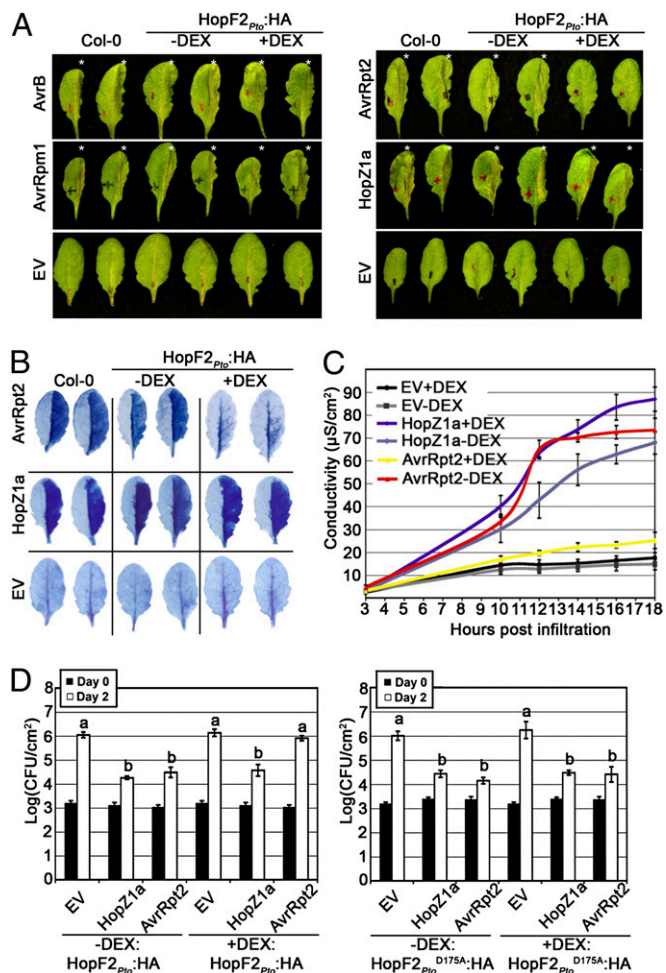 A
HopF2Pto:HA
Col-0 -DEX +DEX
AvrB
* * * * * *
AvrRpm1
* * * * * *
EV
HopF2Pto:HA
Col-0 -DEX +DEX
AvrRpt2
* * * *
HopZ1a
* * * * * *
EV
B
HopF2Pto:HA
Col-0 -DEX +DEX
AvrRpt2
HopZ1a
EV
C
Conductivity (µS/cm²)
90
80
70
60
50
40
30
20
10
EV+DEX
EV-DEX
HopZ1a+DEX
HopZ1a-DEX
AvrRpt2+DEX
AvrRpt2-DEX
3 4 5 6 7 8 9 10 11 12 13 14 15 16 17 18
Hours post infiltration
D
Day 0
Day 2
Log(CFU/cm²)
8
7
6
5
4
3
2
1
0
a b b a b a
EV HopZ1a AvrRpt2 EV HopZ1a AvrRpt2
-DEX: +DEX:
HopF2Pto:HA HopF2Pto:HA
Day 0
Day 2
Log(CFU/cm²)
8
7
6
5
4
3
2
1
0
a b b a b b
EV HopZ1a AvrRpt2 EV HopZ1a AvrRpt2
-DEX: +DEX:
HopF2Pto D175A:HA HopF2Pto D175A:HA